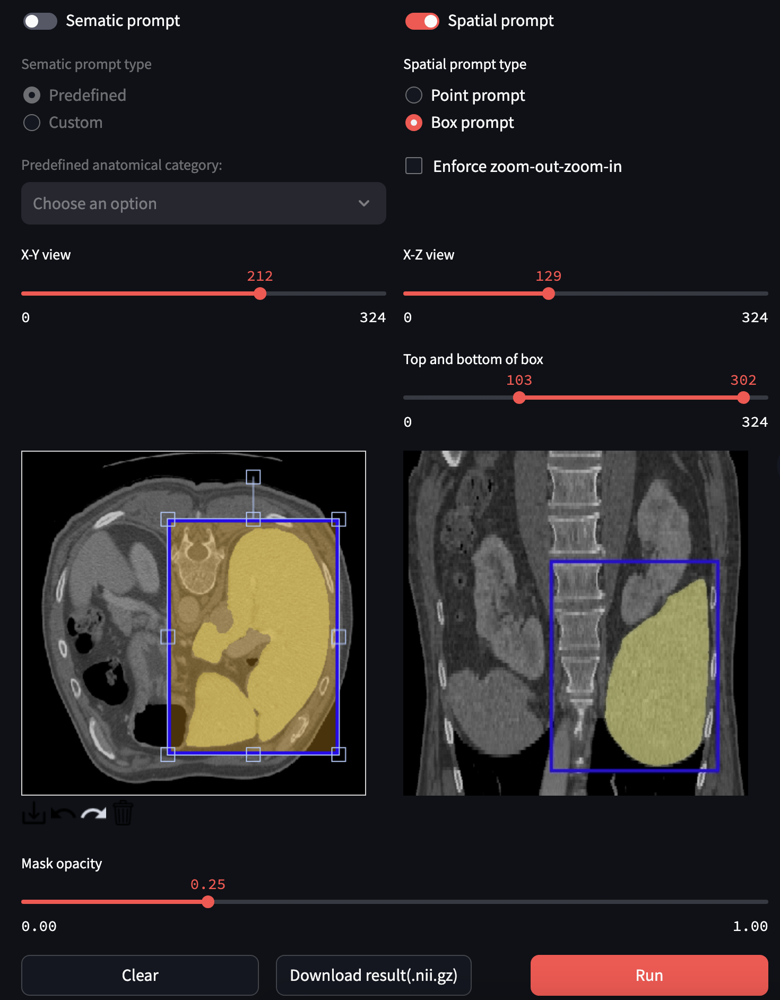 Sematic prompt
Spatial prompt
Sematic prompt type
Spatial prompt type
Predefined
Point prompt
Custom
Box prompt
Predefined anatomical category:
Enforce zoom-out-zoom-in
Choose an option
X-Y view
X-Z view
212
129
0 324
0 324
Top and bottom of box
103 302
0 324
Mask opacity
0.25
0.00 1.00
Clear
Download result(.nii.gz)
Run